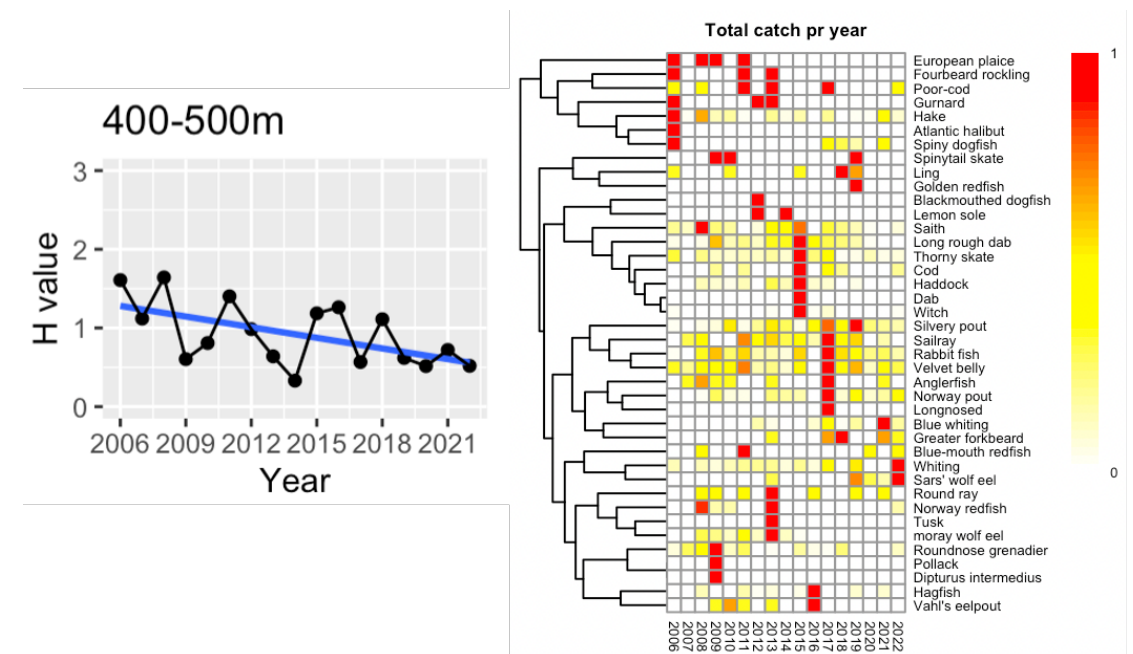 400-500m
3
2
1
0
H value
2006 2009 2012 2015 2018 2021
Year
Total catch pr year
European plaice
Fourbeard rockling
Poor-cod
Gurnard
Hake
Atlantic halibut
Spiny dogfish
Spinytail skate
Ling
Golden redfish
Blackmouthed dogfish
Lemon sole
Saith
Long rough dab
Thorny skate
Cod
Haddock
Dab
Witch
Silvery pout
Sailray
Rabbit fish
Velvet belly
Anglerfish
Norway pout
Longnosed
Blue whiting
Greater forkbeard
Blue-mouth redfish
Whiting
Sars' wolf eel
Round ray
Norway redfish
Tusk
moray wolf eel
Roundnose grenadier
Pollack
Dipturus intermedius
Hagfish
Vahl's eelpout
2006 2007 2008 2009 2010 2011 2012 2013 2014 2015 2016 2017 2018 2019 2020 2021 2022
1
0